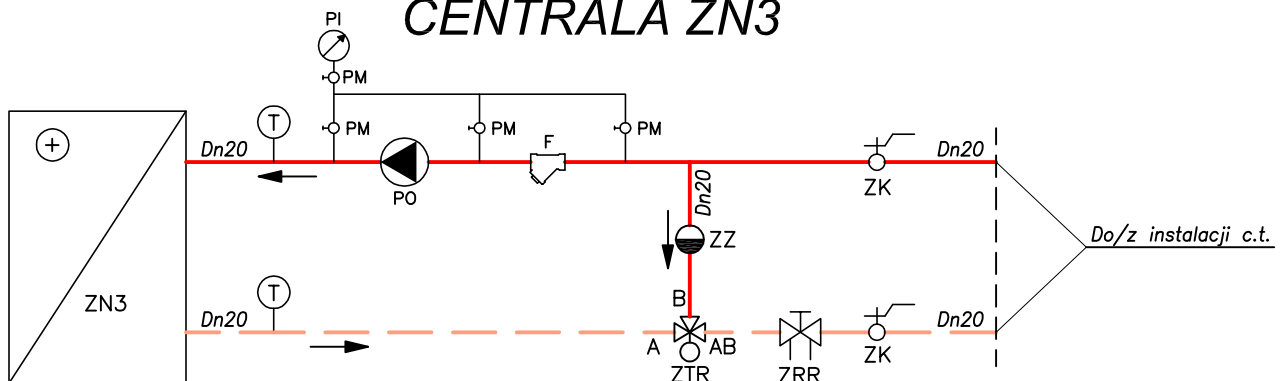 CENTRALA ZN3
PI
PM
PM
PM
PM
F
T
+
Dn20
PO
Dn20
ZK
Dn20
ZZ
Do/z instalacji c.t.
ZN3
T
Dn20
B
A
AB
ZTR
ZRR
ZK
Dn20